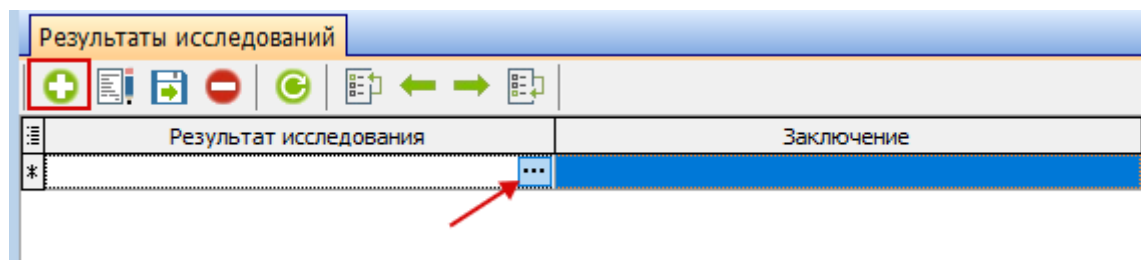 Результаты исследований
Результат исследования Заключение
* ...